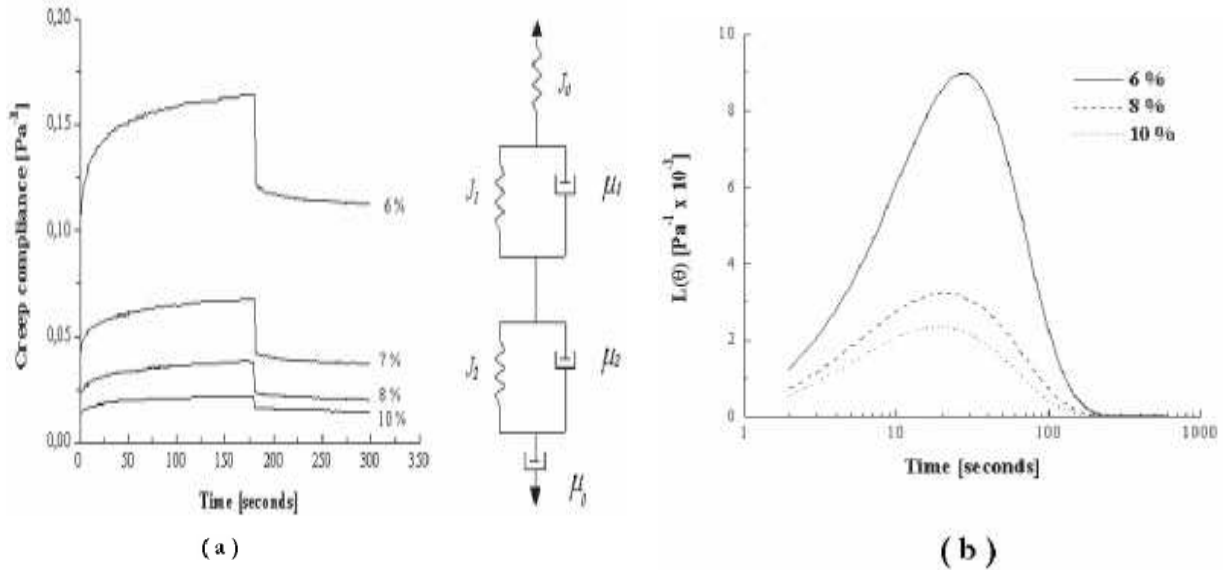 Creep compliance [Pa⁻¹]
0,20
0,15
0,10
0,05
0,00
0 50 100 150 200 250 300 350
Time [seconds]
6 %
7 %
8 %
10 %
J₀
J₁
μ₁
J₂
μ₂
μ₀
( a )
L(θ) [Pa⁻¹ x 10⁻³]
10
8
6
4
2
0
1 10 100 1000
Time [seconds]
6 %
8 %
10 %
( b )